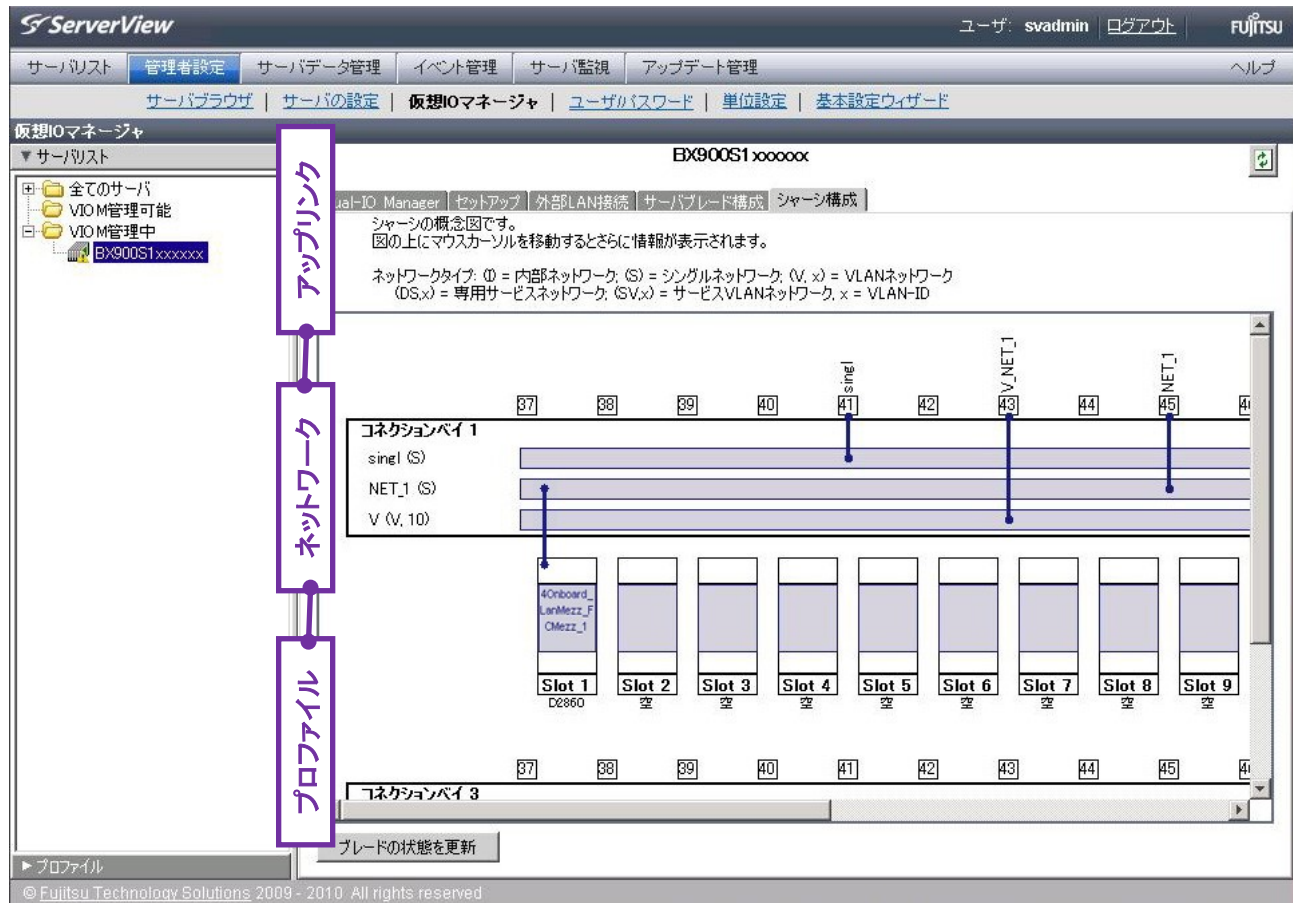 ServerView ユーザ: svadmin ログアウト FUJITSU
サーバリスト 管理者設定 サーバデータ管理 イベント管理 サーバ監視 アップデート管理 ヘルプ
サーバブラウザ | サーバの設定 | 仮想IOマネージャ | ユーザパスワード | 単位設定 | 基本設定ウィザード
仮想IOマネージャ
▼サーバリスト
全てのサーバ
VIOM管理可能
VIOM管理中
BX900S1xxxxxx
▶プロファイル
アップリンク
ネットワーク
プロファイル
BX900S1xxxxxx
ual-IO Manager セットアップ 外部LAN接続 サーバブレード構成 シャーシ構成
シャーシの概念図です。
図の上にマウスカーソルを移動するとさらに情報が表示されます。
ネットワークタイプ: (I) = 内部ネットワーク; (S) = シングルネットワーク; (V, x) = VLANネットワーク
(DS,x) = 専用サービスネットワーク; (SV,x) = サービスVLANネットワーク, x = VLAN-ID
singl V_NET_1 NET_1
37 38 39 40 41 42 43 44 45
コネクションベイ 1
singl (S)
NET_1 (S)
V (V, 10)
4Onboard_
LanMezz_F
CMezz_1
Slot 1 Slot 2 Slot 3 Slot 4 Slot 5 Slot 6 Slot 7 Slot 8 Slot 9
D2860 空 空 空 空 空 空 空 空
37 38 39 40 41 42 43 44 45
コネクションベイ 3
ブレードの状態を更新
© Fujitsu Technology Solutions 2009 - 2010 All rights reserved